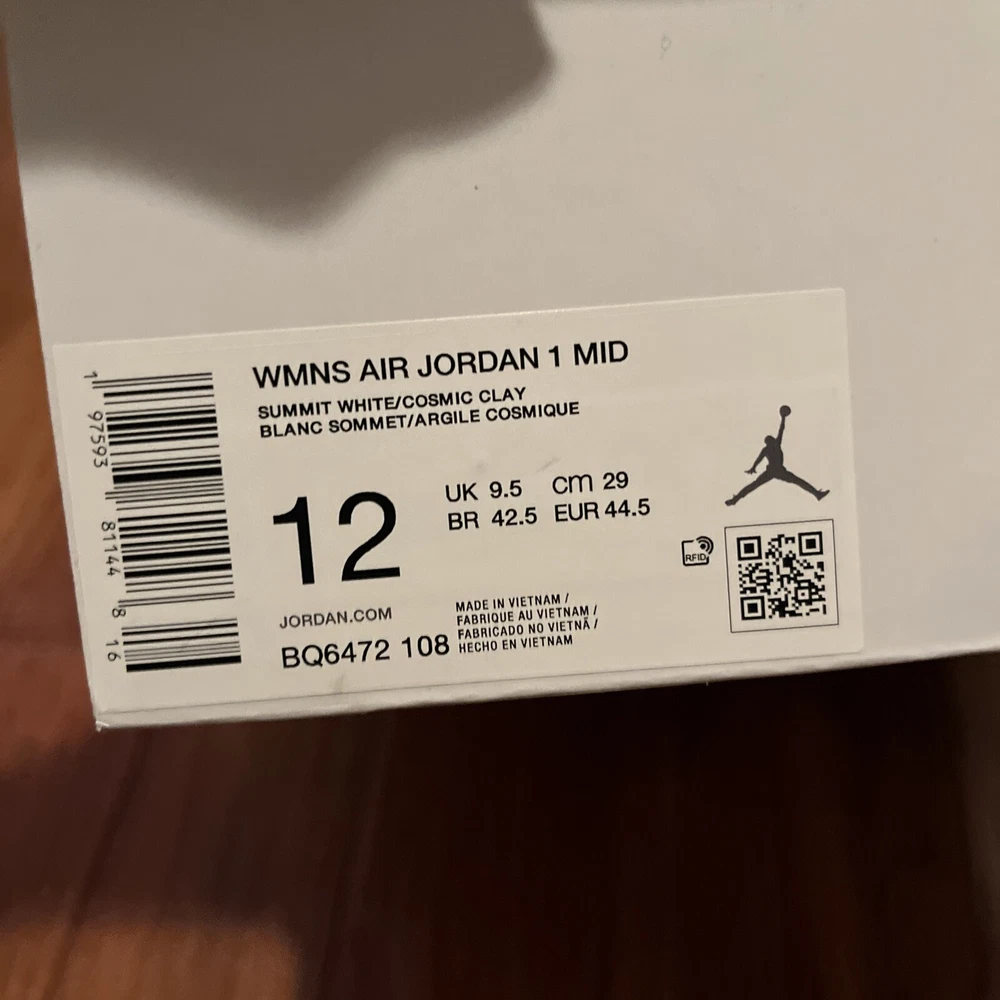 WMNS AIR JORDAN 1 MID
SUMMIT WHITE/COSMIC CLAY
BLANC SOMMET/ARGILE COSMIQUE
12
UK 9.5 cm 29
BR 42.5 EUR 44.5
RFID
JORDAN.COM
BQ6472 108
MADE IN VIETNAM /
FABRIQUE AU VIETNAM /
FABRICADO NO VIETNÃ /
HECHO EN VIETNAM
1 97593 81144 8 16